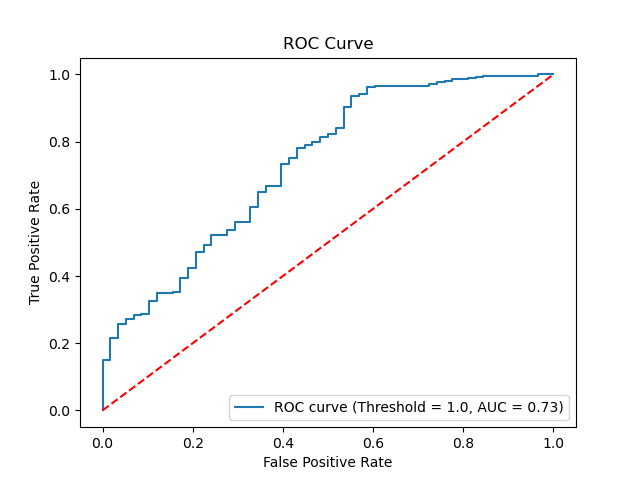 ROC Curve
True Positive Rate
1.0
0.8
0.6
0.4
0.2
0.0
ROC curve (Threshold = 1.0, AUC = 0.73)
0.0 0.2 0.4 0.6 0.8 1.0
False Positive Rate